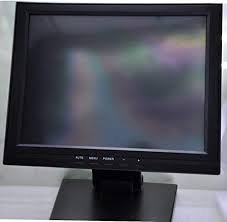 AUTO MENU POWER - +